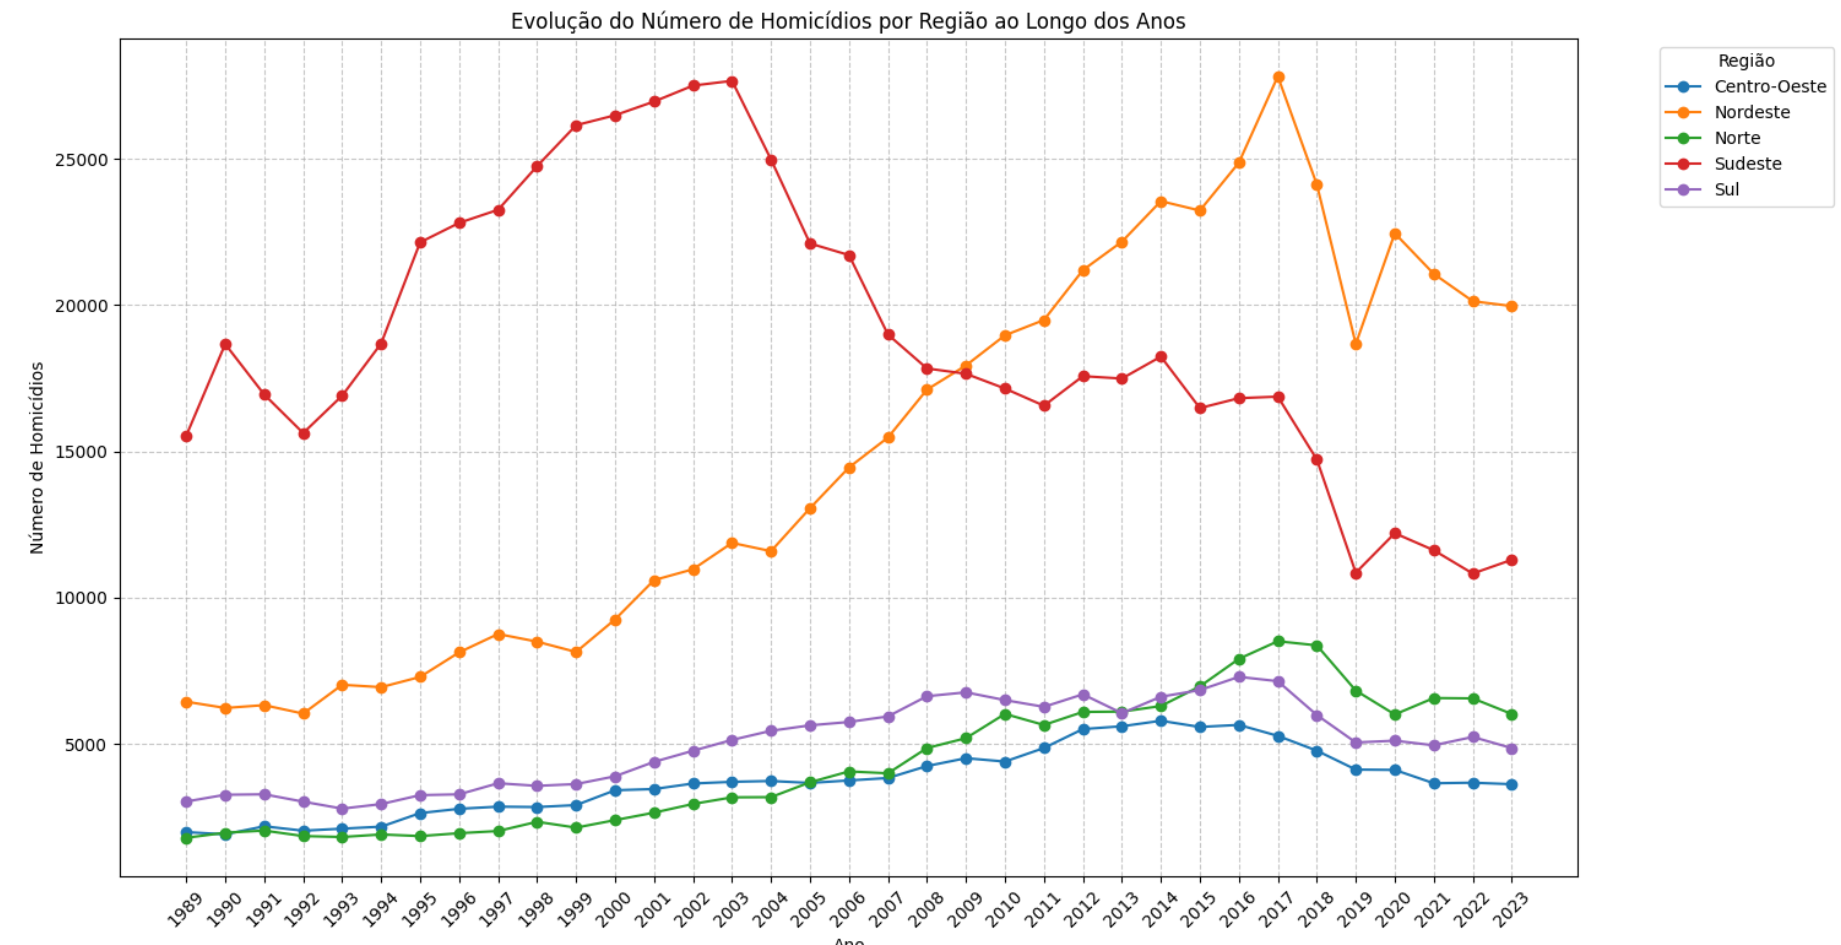 Evolução do Número de Homicídios por Região ao Longo dos Anos
Região
Centro-Oeste
Nordeste
Norte
Sudeste
Sul
Número de Homicídios
25000
20000
15000
10000
5000
1989 1990 1991 1992 1993 1994 1995 1996 1997 1998 1999 2000 2001 2002 2003 2004 2005 2006 2007 2008 2009 2010 2011 2012 2013 2014 2015 2016 2017 2018 2019 2020 2021 2022 2023
Ano